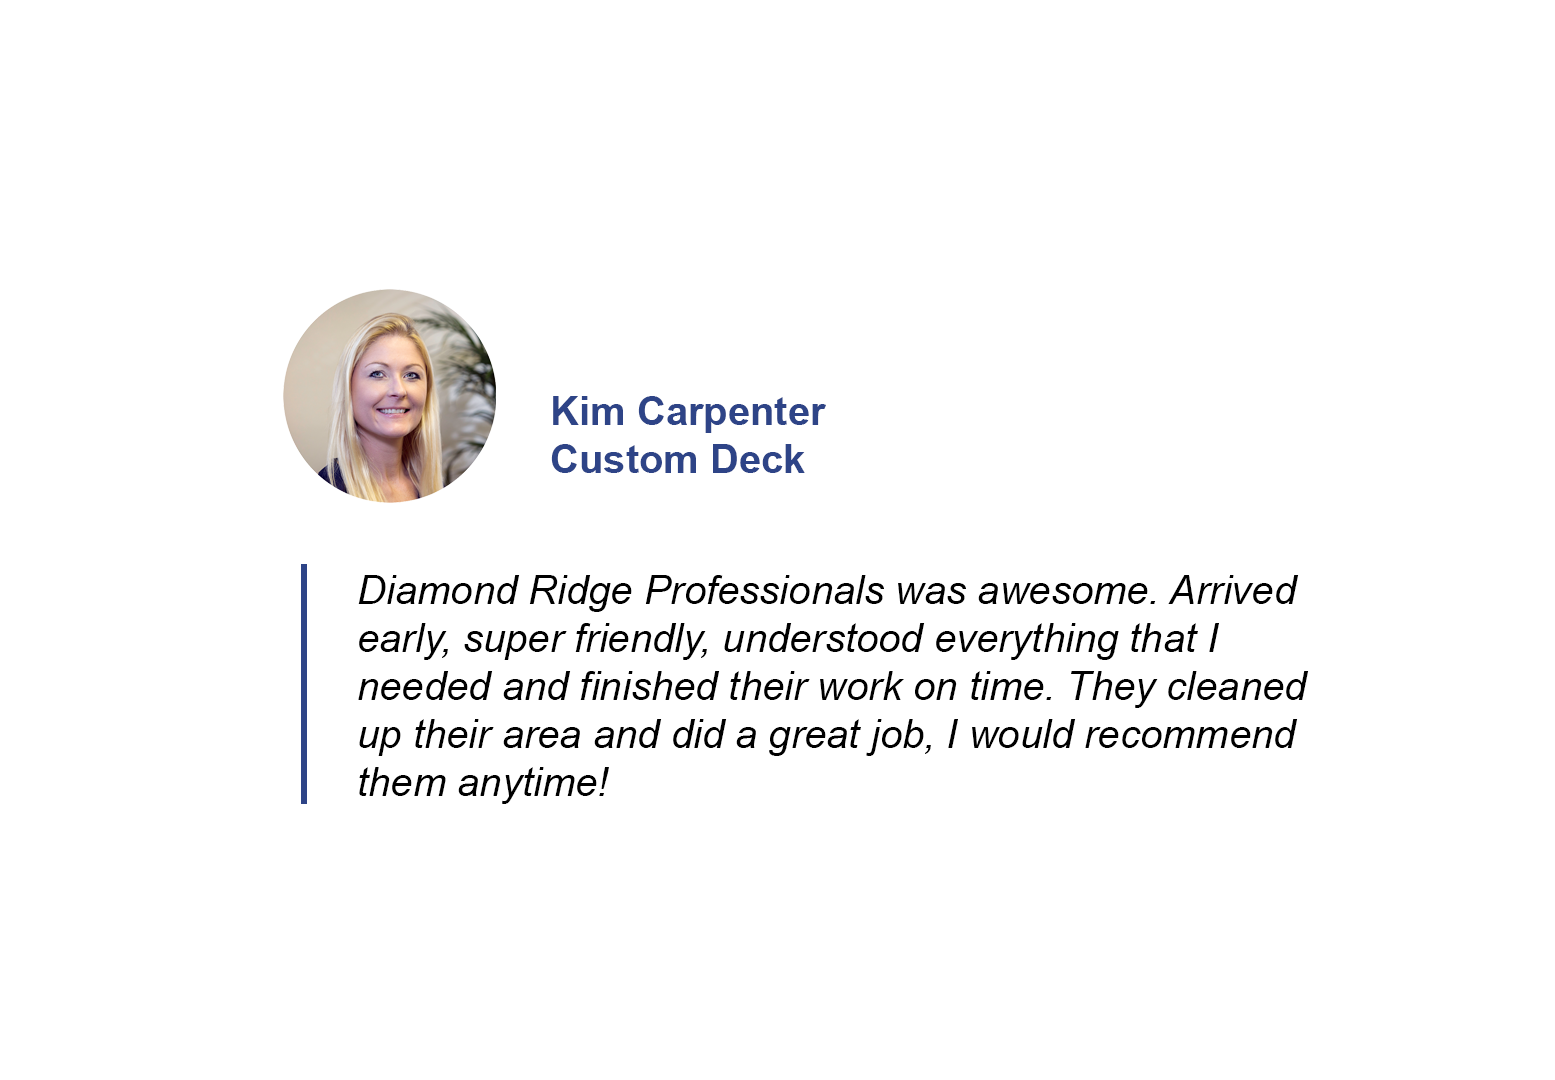 Kim Carpenter
Custom Deck
Diamond Ridge Professionals was awesome. Arrived
early, super friendly, understood everything that I
needed and finished their work on time. They cleaned
up their area and did a great job, I would recommend
them anytime!